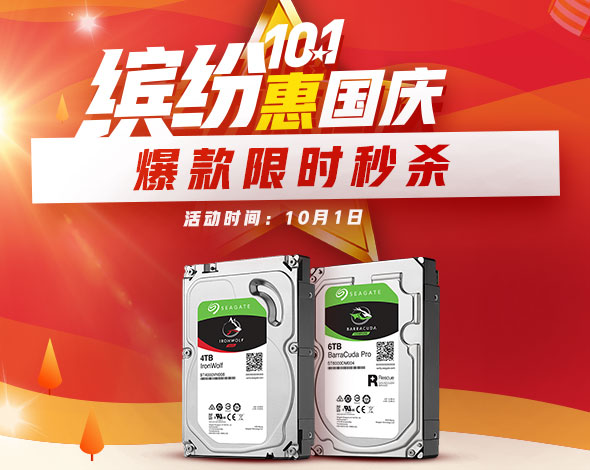 10.1
缤纷惠国庆
爆款限时秒杀
活动时间：10月1日
SEAGATE
IRONWOLF
4TB
IronWolf
SEAGATE
BARRACUDA
6TB
BarraCuda Pro
Rescue